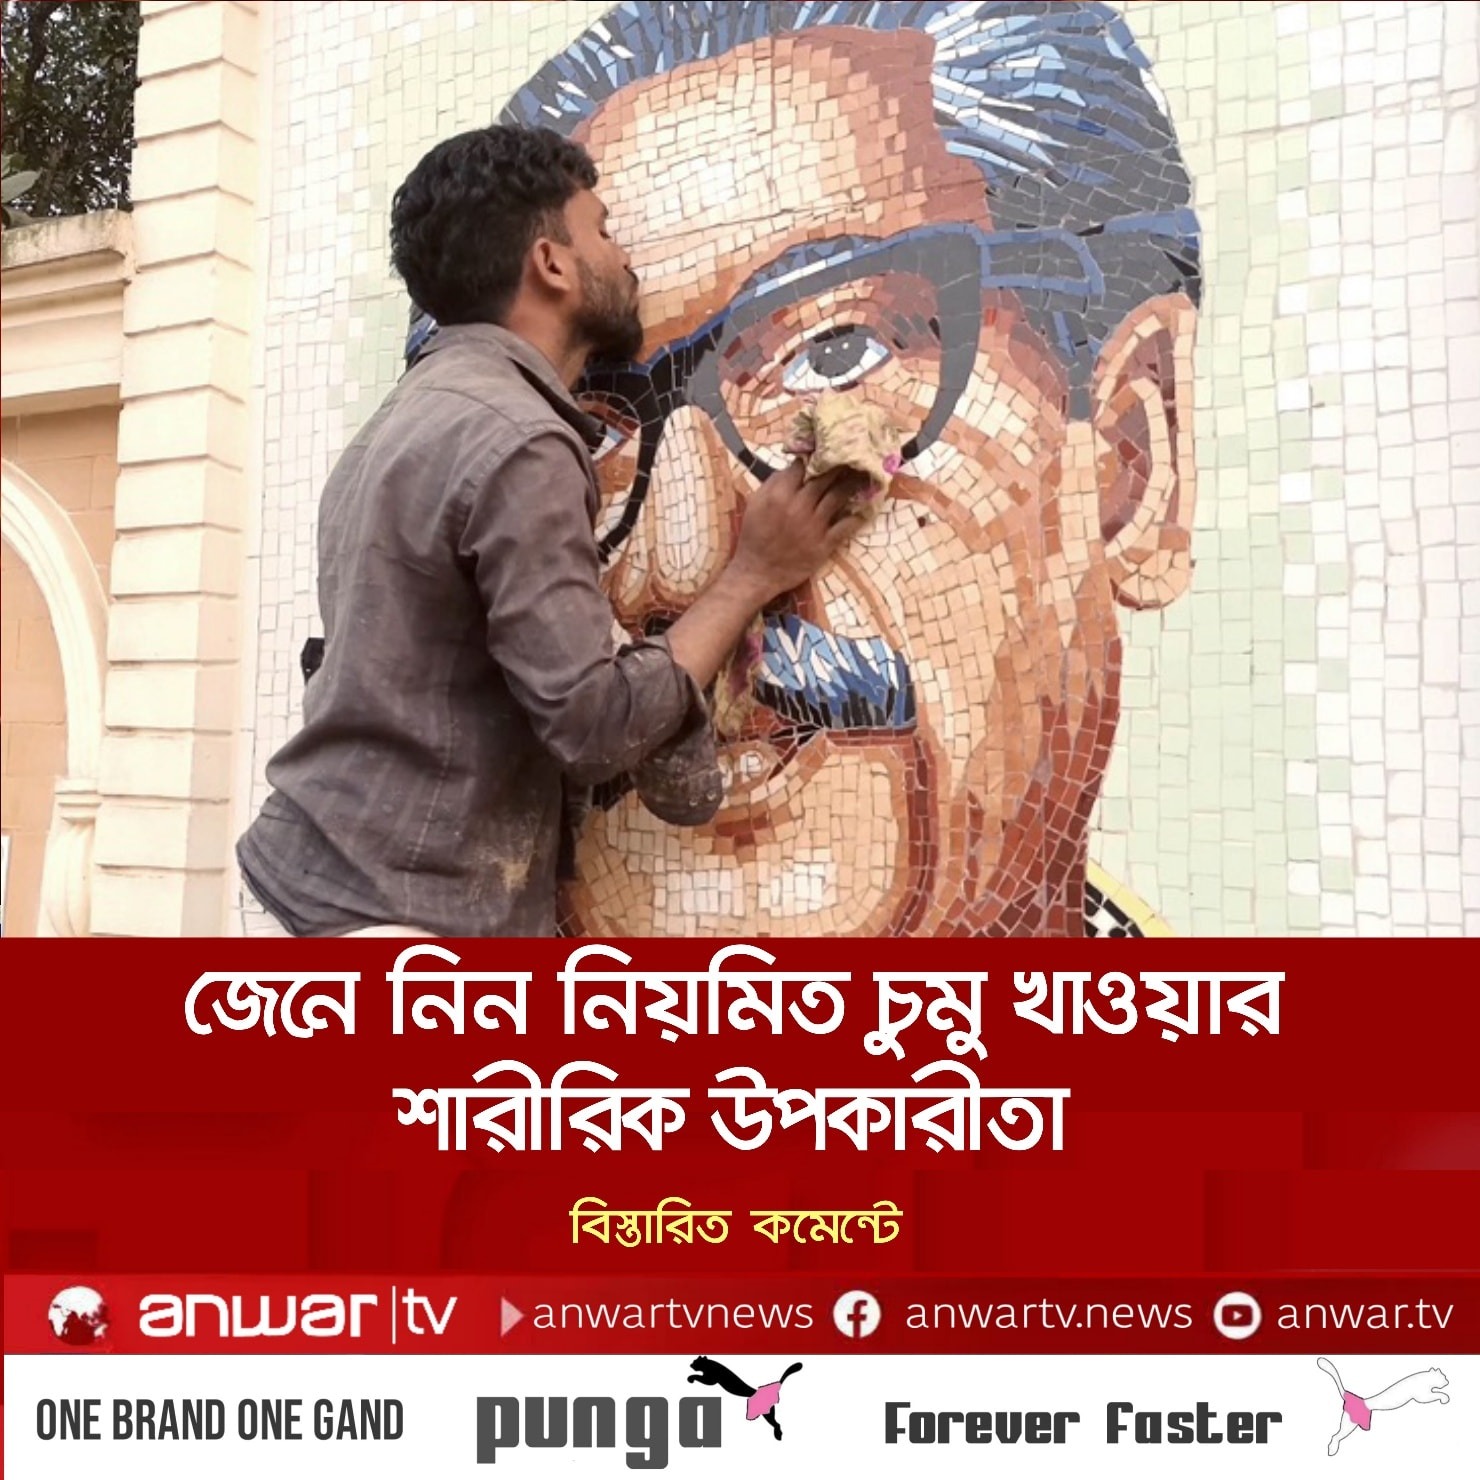 জেনে নিন নিয়মিত চুমু খাওয়ার
শারীরিক উপকারীতা
বিস্তারিত কমেন্টে
anwar|tv anwartvnews anwartv.news anwar.tv
ONE BRAND ONE GAND punga Forever Faster